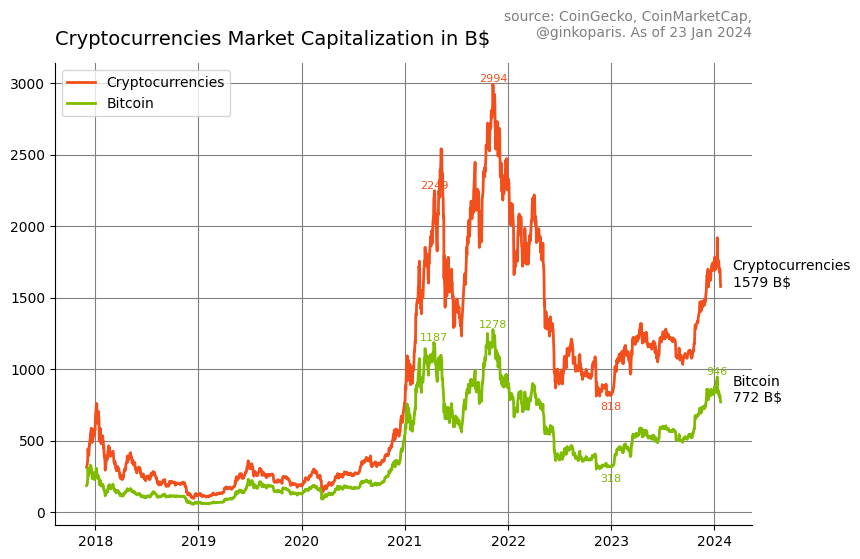 source: CoinGecko, CoinMarketCap,
@ginkoparis. As of 23 Jan 2024
Cryptocurrencies Market Capitalization in B$
Cryptocurrencies
Bitcoin
3000
2500
2000
1500
1000
500
0
2249
2994
1187
1278
818
318
946
Cryptocurrencies
1579 B$
Bitcoin
772 B$
2018 2019 2020 2021 2022 2023 2024